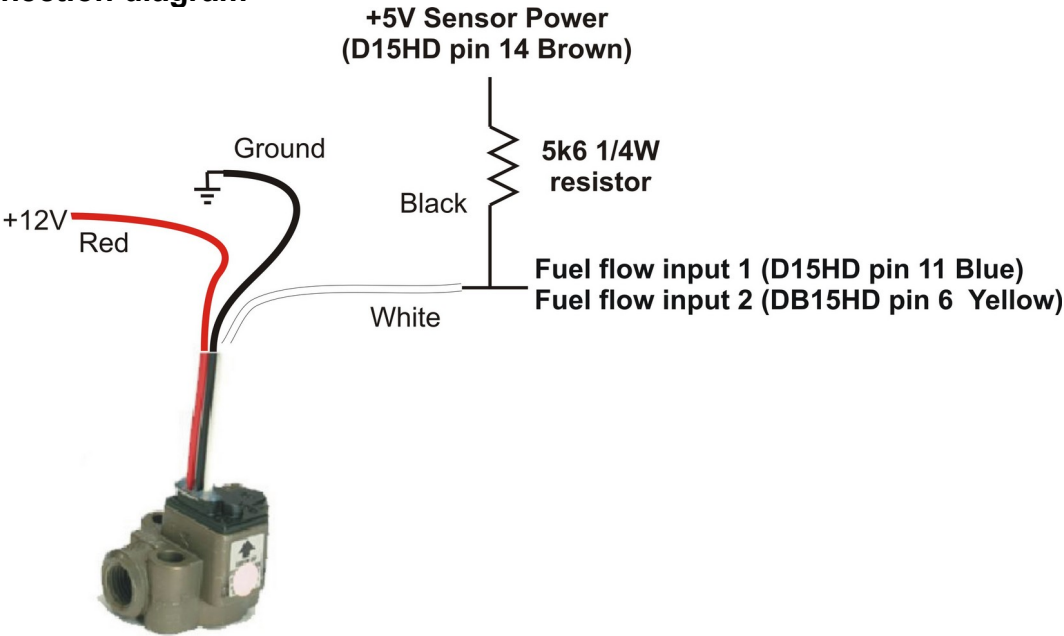 +5V Sensor Power
(D15HD pin 14 Brown)
Ground
5k6 1/4W
resistor
Black
+12V
Red
Fuel flow input 1 (D15HD pin 11 Blue)
Fuel flow input 2 (DB15HD pin 6 Yellow)
White